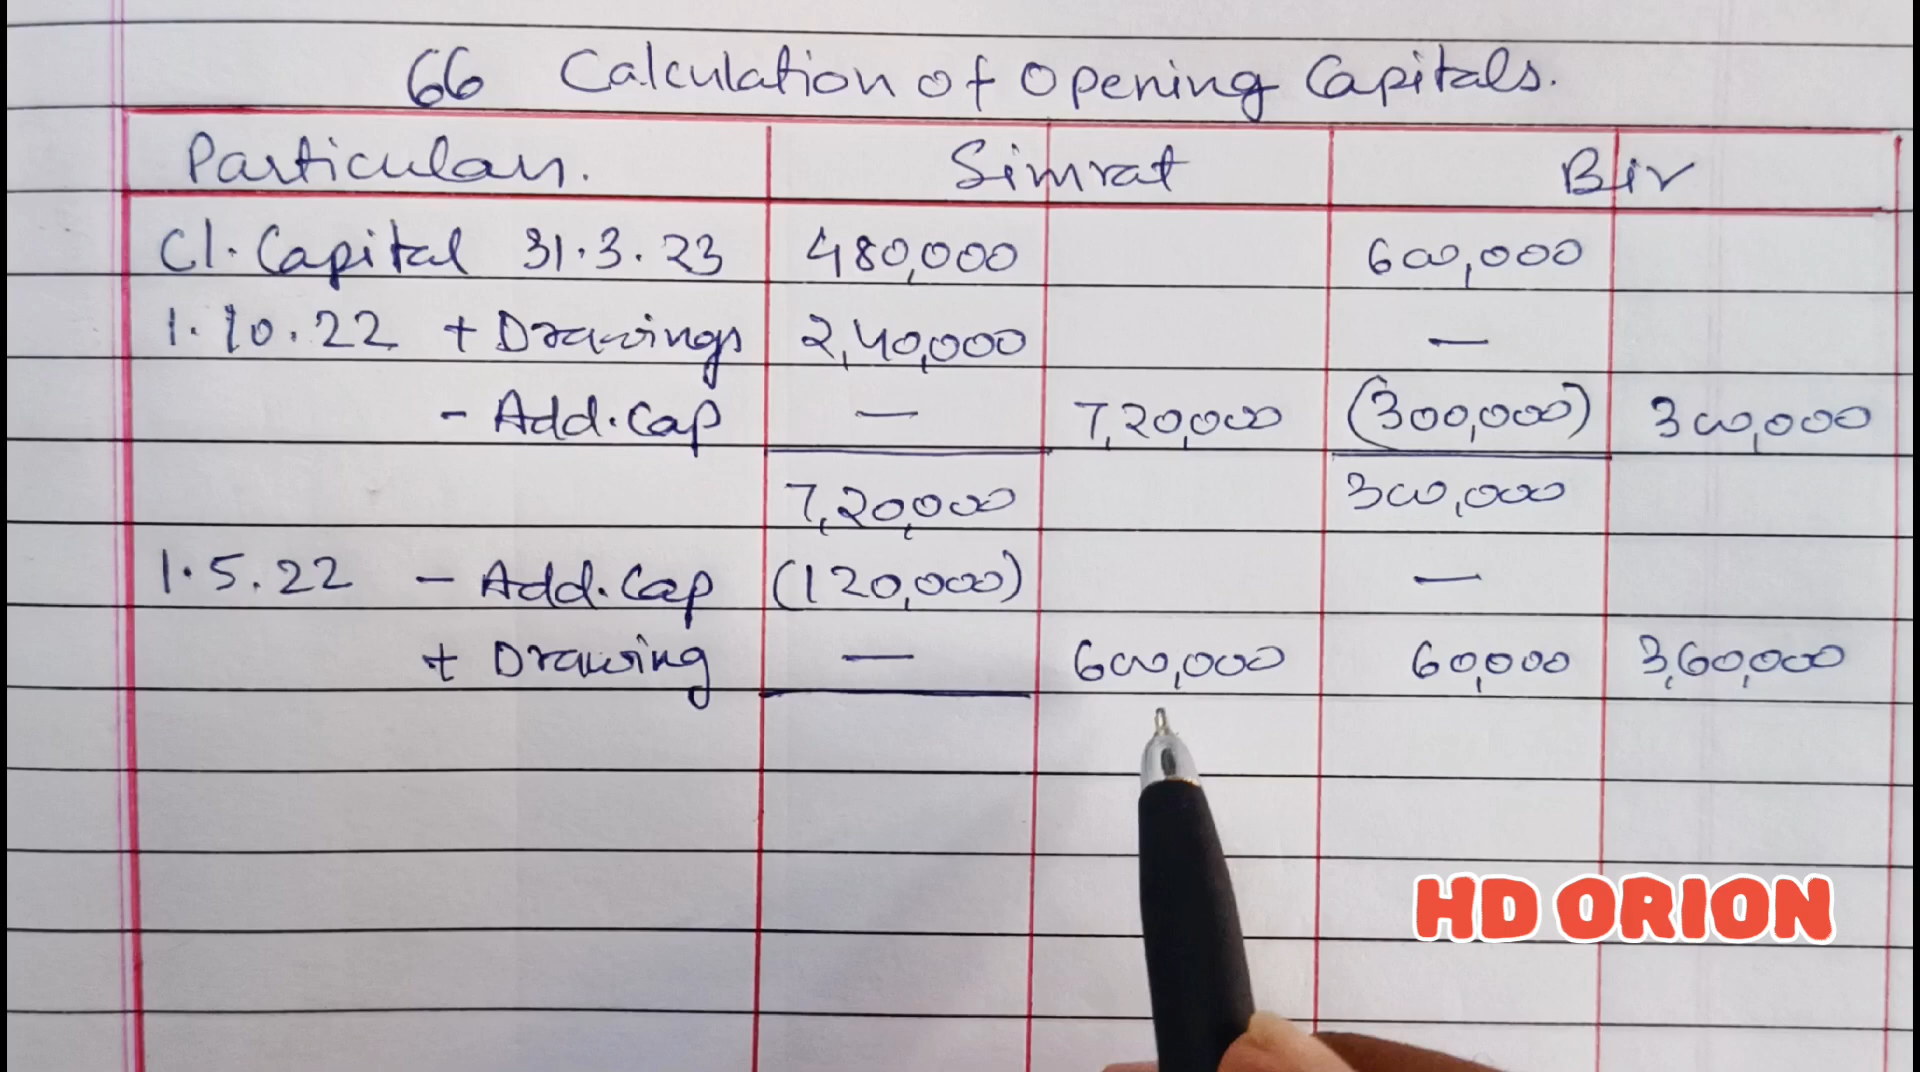 66 Calculation of Opening Capitals.
Particulars. Simrat Bir
Cl. Capital 31.3.23 480,000 600,000
1.10.22 + Drawings 2,40,000 —
- Add. Cap — 7,20,000 (300,000) 300,000
7,20,000 300,000
1.5.22 - Add. Cap (120,000) —
+ Drawing — 600,000 60,000 3,60,000
HD ORION